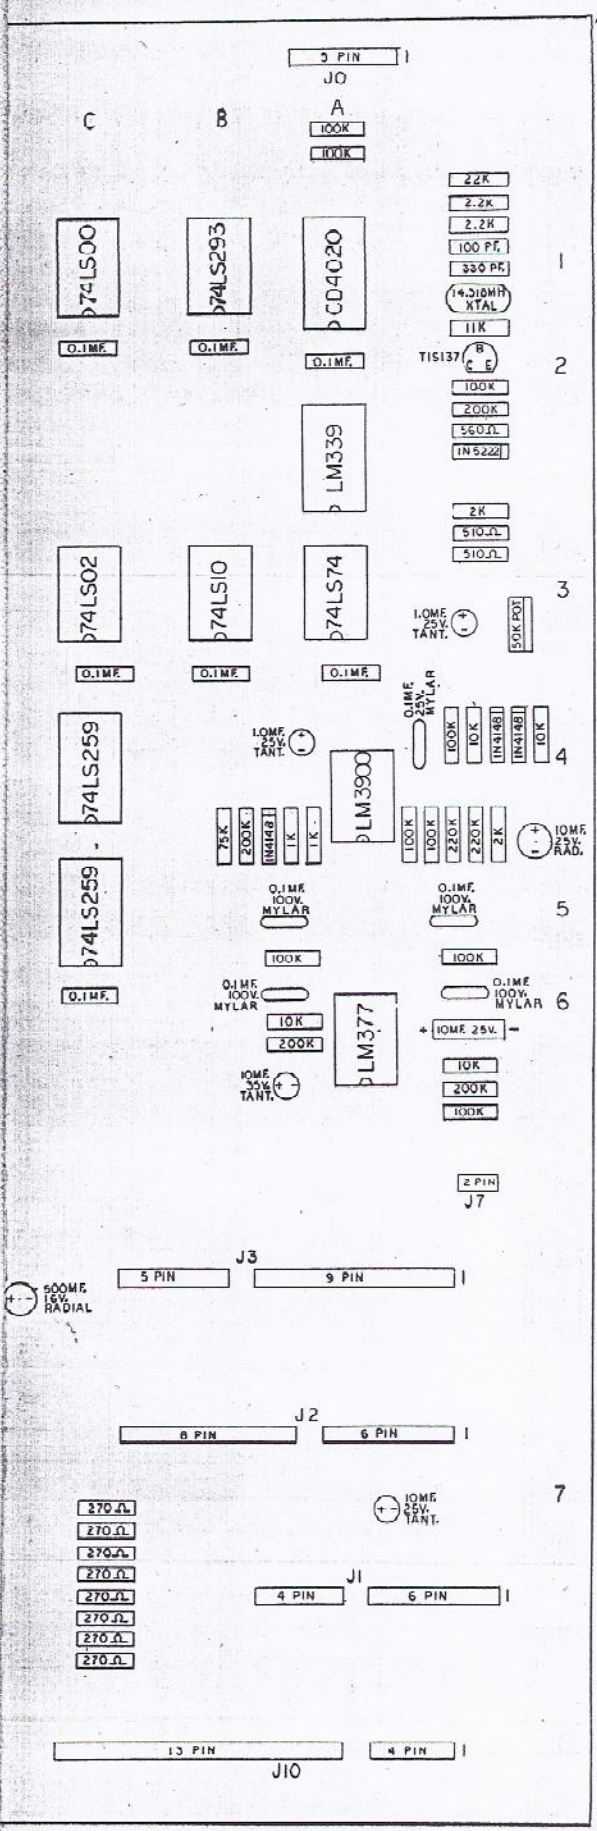 5 PIN I
JO
C B A
100K
100K
22K
2.2K
2.2K
100 PF.
330 PF.
14.318MH
XTAL
11K
1
74LS00
74LS293
CD4020
0.1MF.
0.1MF.
0.1MF.
TIS137
B
C E
2
100K
200K
560Ω
IN5222
LM339
2K
510Ω
510Ω
74LS02
74LS10
74LS74
3
1.0MF.
25V.
TANT.
+
-
50K POT
0.1MF.
0.1MF.
0.1MF.
0.1MF.
25V.
MYLAR
100K
10K
IN4148
IN4148
10K
4
74LS259
1.0MF.
25V.
TANT.
+
-
LM3900
75K
200K
IN4148
1K
1K
100K
100K
220K
220K
2K
+
-
10MF.
25V.
RAD.
74LS259
0.1MF.
100V.
MYLAR
0.1MF.
100V.
MYLAR
5
100K
100K
0.1MF.
0.1MF.
100V.
MYLAR
0.1MF.
100V.
MYLAR
6
10K
200K
LM377
+ 10MF. 25V. -
10MF.
35V.
TANT.
+ -
10K
200K
100K
2 PIN
J7
J3
5 PIN
9 PIN I
+ -
500MF.
16V.
RADIAL
J2
8 PIN
6 PIN I
7
270Ω
270Ω
270Ω
270Ω
270Ω
270Ω
270Ω
270Ω
+ -
10MF.
25V.
TANT.
J1
4 PIN
6 PIN I
13 PIN
4 PIN I
J10